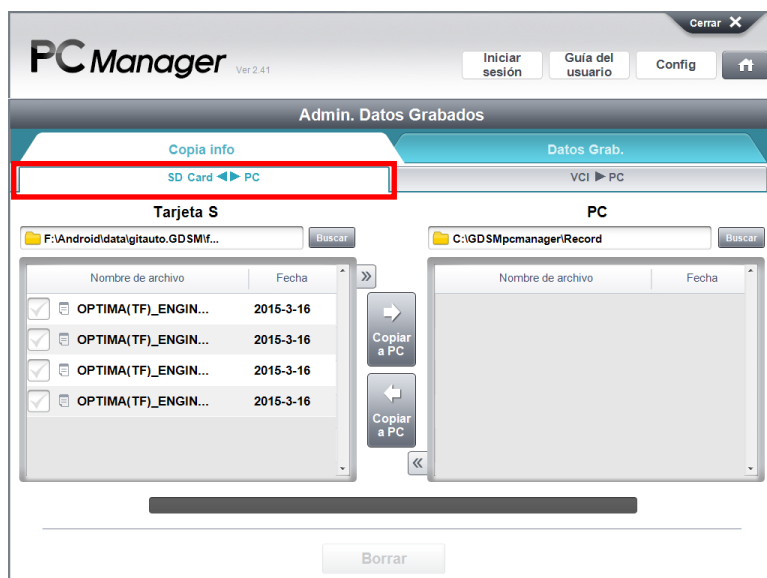 Cerrar X
PC Manager Ver 2.41
Iniciar sesión
Guía del usuario
Config
Admin. Datos Grabados
Copia info
Datos Grab.
SD Card ◀▶ PC
VCI ▶ PC
Tarjeta S
PC
F:\Android\data\gitauto.GDSM\f...
Buscar
C:\GDSMpcmanager\Record
Buscar
Nombre de archivo
Fecha
Nombre de archivo
Fecha
OPTIMA(TF)_ENGIN...
2015-3-16
OPTIMA(TF)_ENGIN...
2015-3-16
OPTIMA(TF)_ENGIN...
2015-3-16
OPTIMA(TF)_ENGIN...
2015-3-16
Copiar
a PC
Copiar
a PC
Borrar